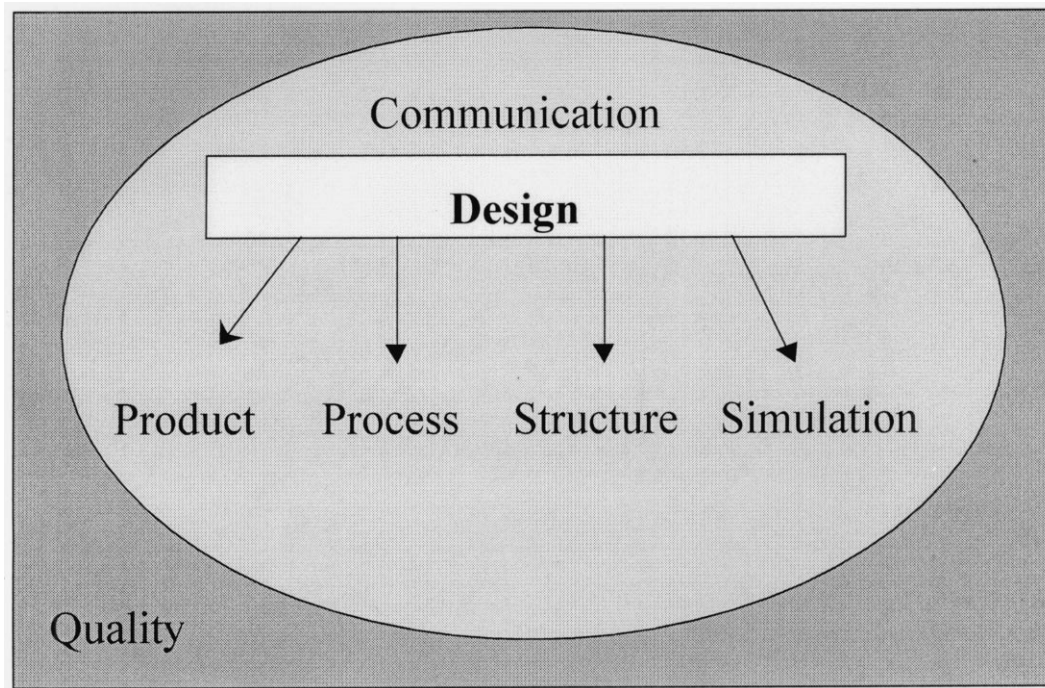 Communication
Design
Product Process Structure Simulation
Quality